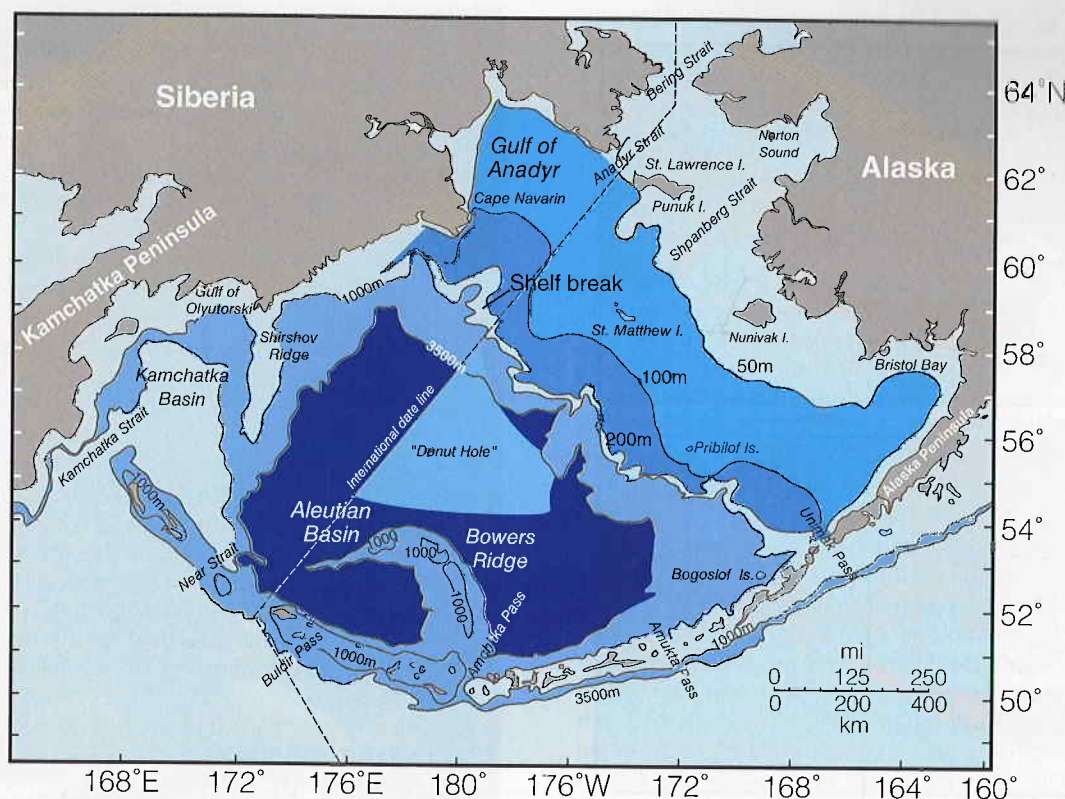 Siberia
Alaska
Bering Strait
64°N
Norton
Sound
Gulf of
Anadyr
Anadyr Strait
St. Lawrence I.
62°
Cape Navarin
Punuk I.
Shpanberg Strait
Kamchatka Peninsula
60°
1000m
Shelf break
Gulf of
Olyutorski
St. Matthew I.
Nunivak I.
Shirshov
Ridge
3500m
58°
50m
Bristol Bay
Kamchatka
Basin
100m
International date line
200m
Kamchatka Strait
"Donut Hole"
Pribilof Is.
56°
Alaska Peninsula
1000m
Aleutian
Basin
Bowers
Ridge
1000
1000
1000
Unimak Pass
54°
Near Strait
Bogoslof Is.
52°
Buldir Pass
1000m
Amchitka Pass
Amukta Pass
1000m
3500m
50°
mi
0 125 250
0 200 400
km
168°E 172° 176°E 180° 176°W 172° 168° 164° 160°